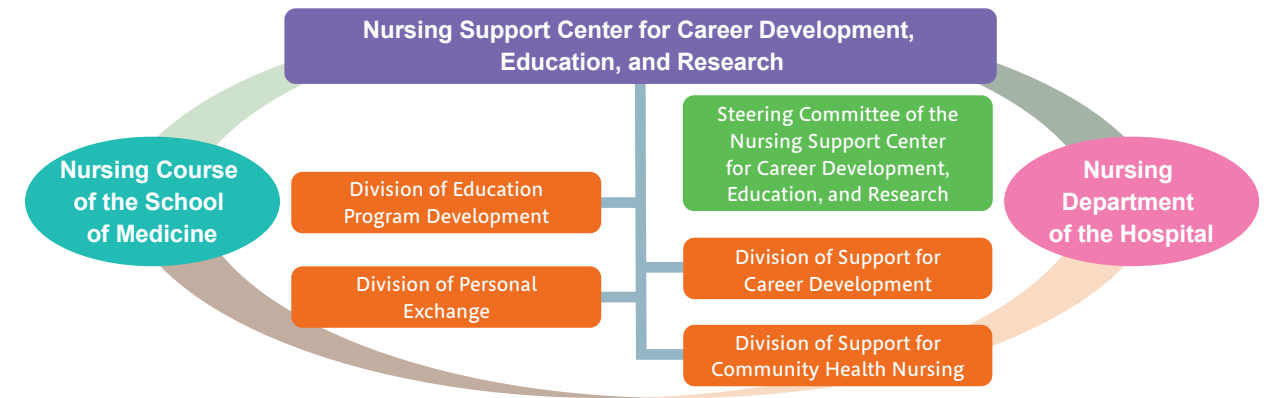 Nursing Support Center for Career Development,
Education, and Research
Steering Committee of the
Nursing Support Center
for Career Development,
Education, and Research
Nursing Course
of the School
of Medicine
Nursing
Department
of the Hospital
Division of Education
Program Development
Division of Support for
Career Development
Division of Personal
Exchange
Division of Support for
Community Health Nursing